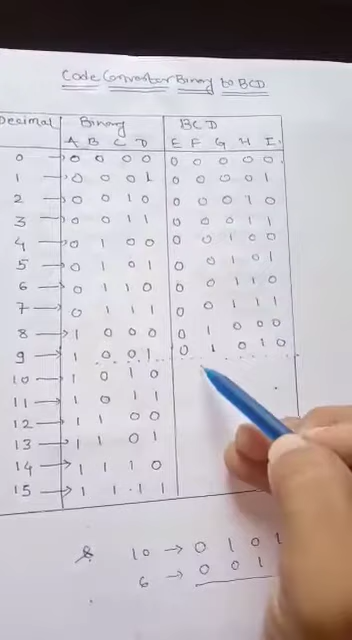 Code Convertor Binary to BCD
Decimal Binary BCD
A B C D E F G H I
0 → 0 0 0 0 0 0 0 0 0
1 → 0 0 0 1 0 0 0 0 1
2 → 0 0 1 0 0 0 0 1 0
3 → 0 0 1 1 0 0 0 1 1
4 → 0 1 0 0 0 0 1 0 0
5 → 0 1 0 1 0 0 1 0 1
6 → 0 1 1 0 0 0 1 1 0
7 → 0 1 1 1 0 0 1 1 1
8 → 1 0 0 0 0 1 0 0 0
9 → 1 0 0 1 0 1 0 1 0
10 → 1 0 1 0
11 → 1 0 1 1
12 → 1 1 0 0
13 → 1 1 0 1
14 → 1 1 1 0
15 → 1 1 1 1
10 → 0 1 0 1
6 → 0 0 1